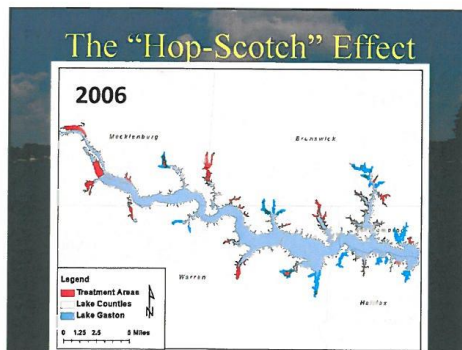 The “Hop-Scotch” Effect
2006
Mecklenburg
Brunswick
Warren
Halifax
Legend
Treatment Areas
Lake Counties
Lake Gaston
N
0 1.25 2.5 5 Miles